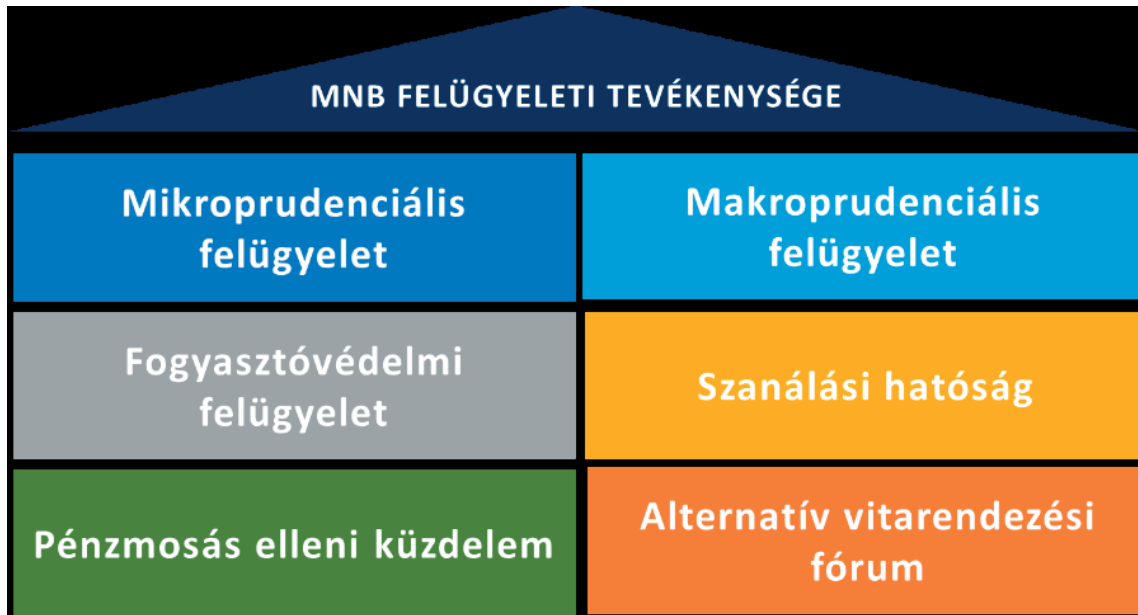 MNB FELÜGYELETI TEVÉKENYSÉGE
Mikroprudenciális
felügyelet
Makroprudenciális
felügyelet
Fogyasztóvédelmi
felügyelet
Szanálási hatóság
Pénzmosás elleni küzdelem
Alternatív vitarendezési
fórum